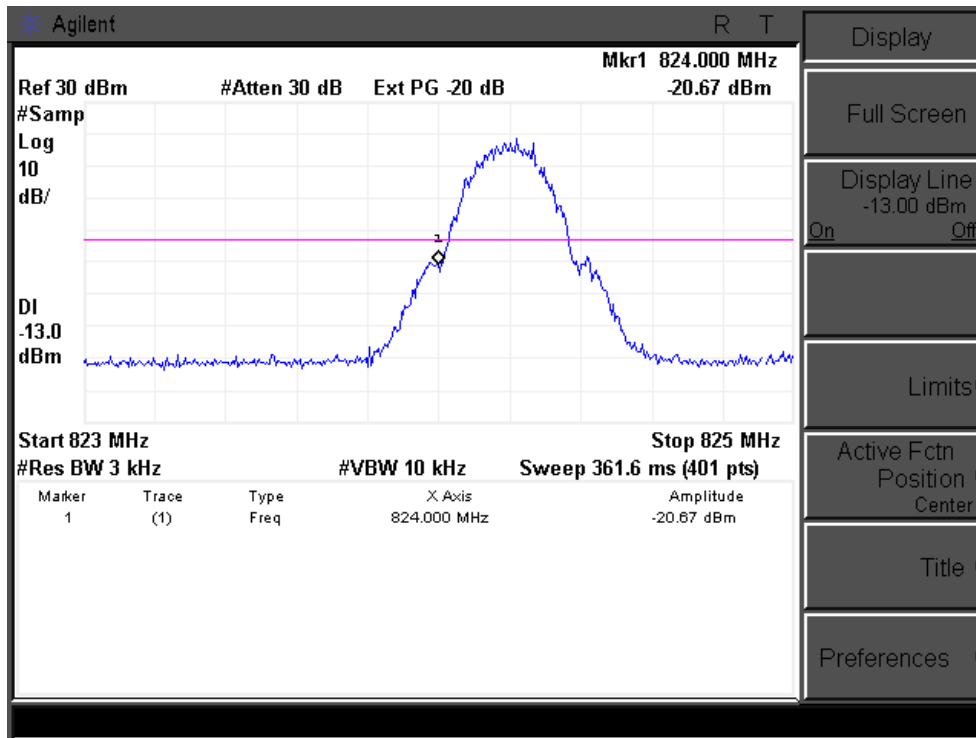 Agilent R T
Mkr1 824.000 MHz
Ref 30 dBm #Atten 30 dB Ext PG -20 dB -20.67 dBm
#Samp
Log
10
dB/
1
DI
-13.0
dBm
Start 823 MHz Stop 825 MHz
#Res BW 3 kHz #VBW 10 kHz Sweep 361.6 ms (401 pts)
Marker Trace Type X Axis Amplitude
1 (1) Freq 824.000 MHz -20.67 dBm
Display
Full Screen
Display Line
-13.00 dBm
On Off
Limits
Active Fctn
Position
Center
Title
Preferences